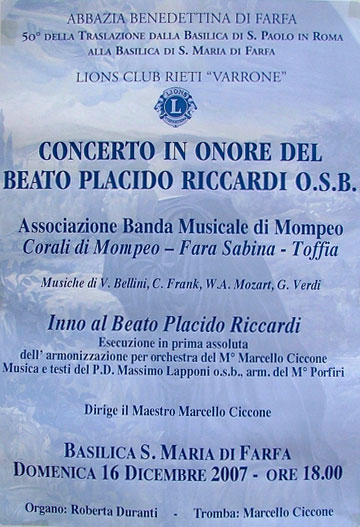 ABBAZIA BENEDETTINA DI FARFA
50° DELLA TRASLAZIONE DALLA BASILICA DI S. PAOLO IN ROMA
ALLA BASILICA DI S. MARIA DI FARFA
LIONS CLUB RIETI “VARRONE”
LIONS
L
INTERNATIONAL
CONCERTO IN ONORE DEL
BEATO PLACIDO RICCARDI O.S.B.
Associazione Banda Musicale di Mompeo
Corali di Mompeo – Fara Sabina - Toffia
Musiche di V. Bellini, C. Frank, W.A. Mozart, G. Verdi
Inno al Beato Placido Riccardi
Esecuzione in prima assoluta
dell’ armonizzazione per orchestra del M° Marcello Ciccone
Musica e testi del P.D. Massimo Lapponi o.s.b., arm. del M° Porfiri
Dirige il Maestro Marcello Ciccone
BASILICA S. MARIA DI FARFA
DOMENICA 16 DICEMBRE 2007 - ORE 18.00
Organo: Roberta Duranti - Tromba: Marcello Ciccone